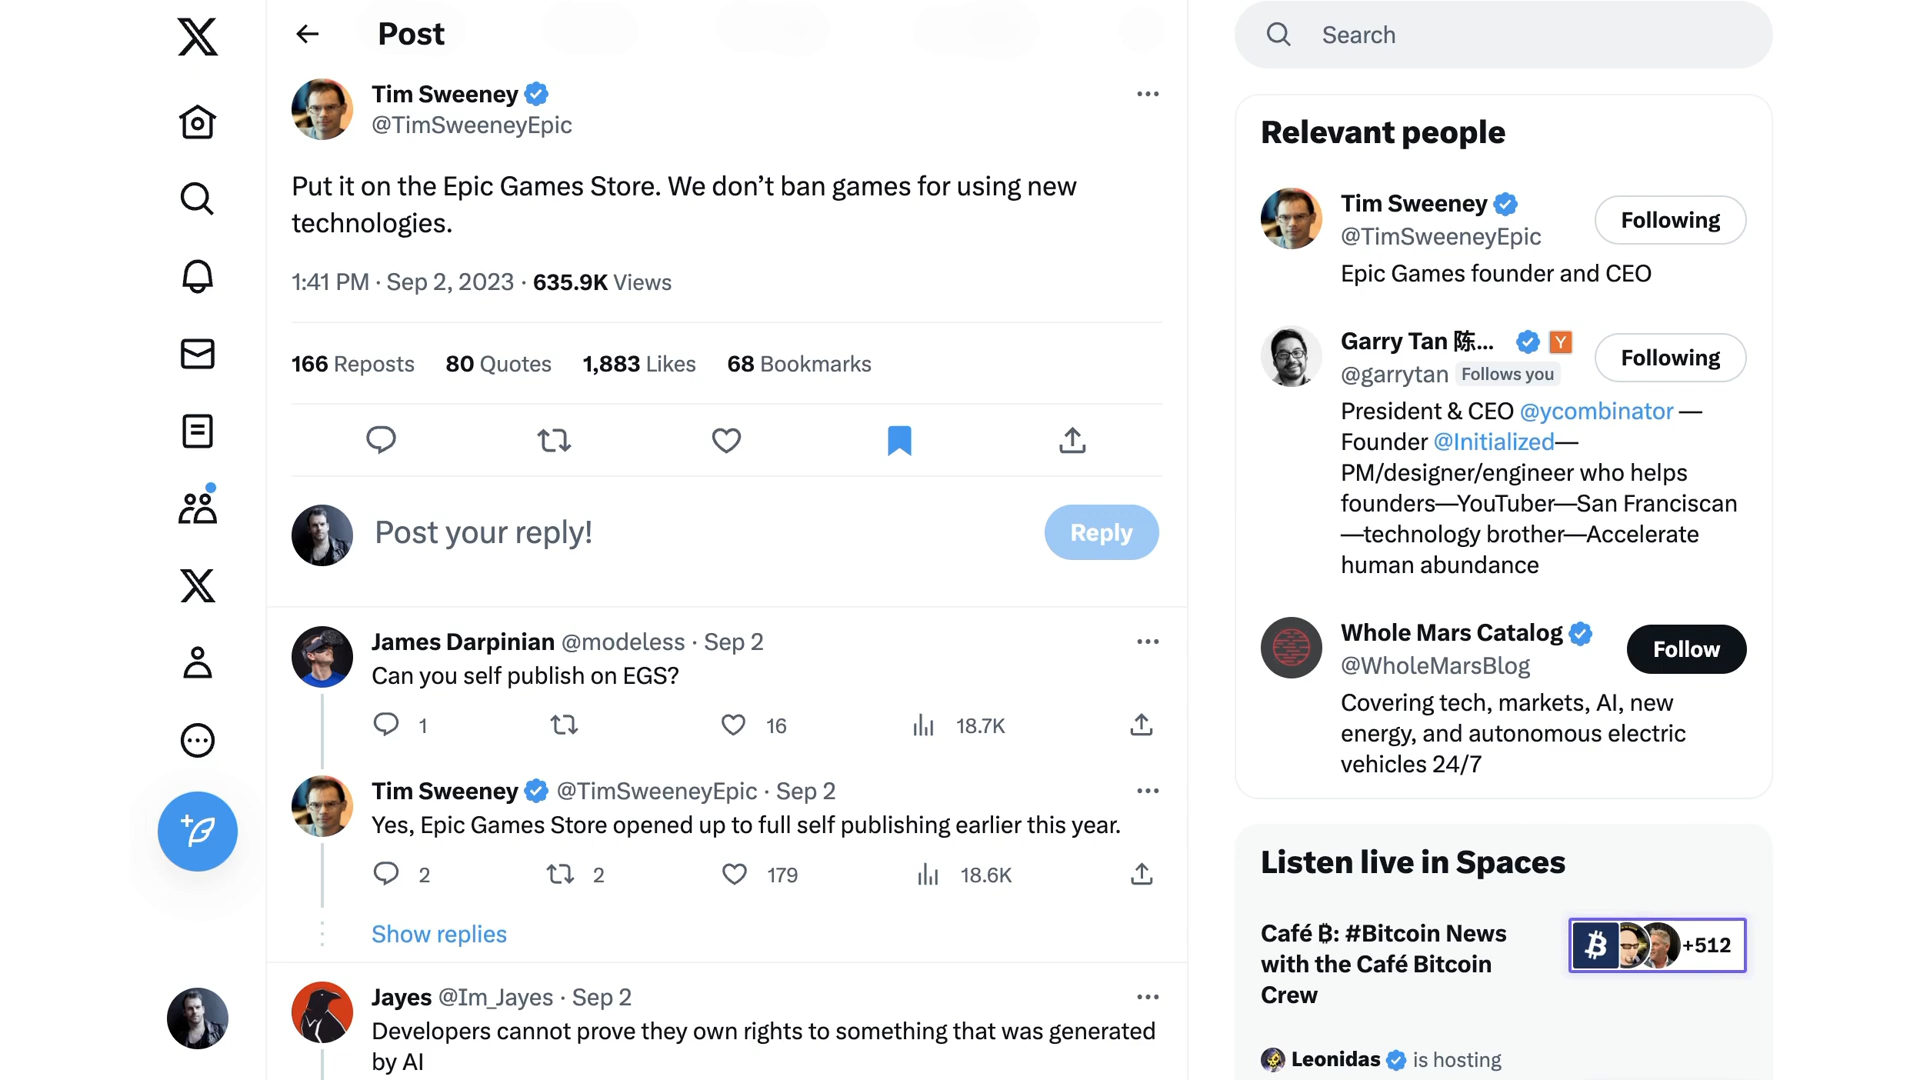 Post
Tim Sweeney
@TimSweeneyEpic
Put it on the Epic Games Store. We don’t ban games for using new
technologies.
1:41 PM · Sep 2, 2023 · 635.9K Views
166 Reposts 80 Quotes 1,883 Likes 68 Bookmarks
Post your reply!
Reply
James Darpinian @modeless · Sep 2
Can you self publish on EGS?
1 16 18.7K
Tim Sweeney @TimSweeneyEpic · Sep 2
Yes, Epic Games Store opened up to full self publishing earlier this year.
2 2 179 18.6K
Show replies
Jayes @Im_Jayes · Sep 2
Developers cannot prove they own rights to something that was generated
by AI
Search
Relevant people
Tim Sweeney
@TimSweeneyEpic
Following
Epic Games founder and CEO
Garry Tan 陈... Y
@garrytan Follows you
Following
President & CEO @ycombinator —
Founder @Initialized—
PM/designer/engineer who helps
founders—YouTuber—San Franciscan
—technology brother—Accelerate
human abundance
Whole Mars Catalog
@WholeMarsBlog
Follow
Covering tech, markets, AI, new
energy, and autonomous electric
vehicles 24/7
Listen live in Spaces
Café ₿: #Bitcoin News
with the Café Bitcoin
Crew
+512
Leonidas is hosting